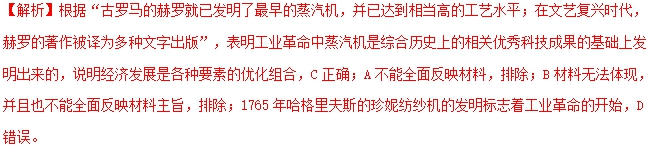 【解析】根据“古罗马的赫罗就已发明了最早的蒸汽机，并已达到相当高的工艺水平；在文艺复兴时代，
赫罗的著作被译为多种文字出版”，表明工业革命中蒸汽机是综合历史上的相关优秀科技成果的基础上发
明出来的，说明经济发展是各种要素的优化组合，C正确；A不能全面反映材料，排除；B材料无法体现，
并且也不能全面反映材料主旨，排除；1765年哈格里夫斯的珍妮纺纱机的发明标志着工业革命的开始，D
错误。